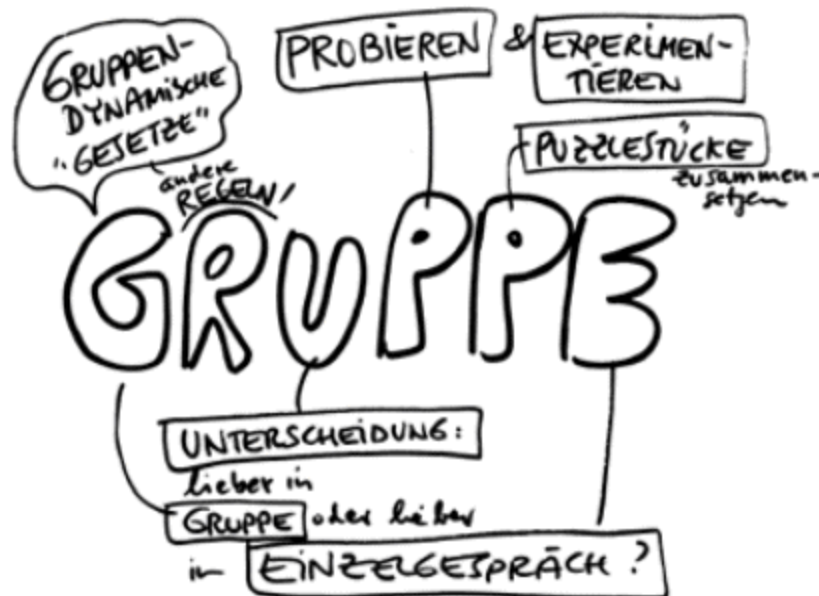 GRUPPEN-
DYNAMISCHE
"GESETZE"
andere
REGELN!
PROBIEREN & EXPERIMEN-
TIEREN
PUZZLESTÜCKE
zusammen-
setzen
GRUPPE
UNTERSCHEIDUNG:
lieber in
GRUPPE oder lieber
in EINZELGESPRÄCH?